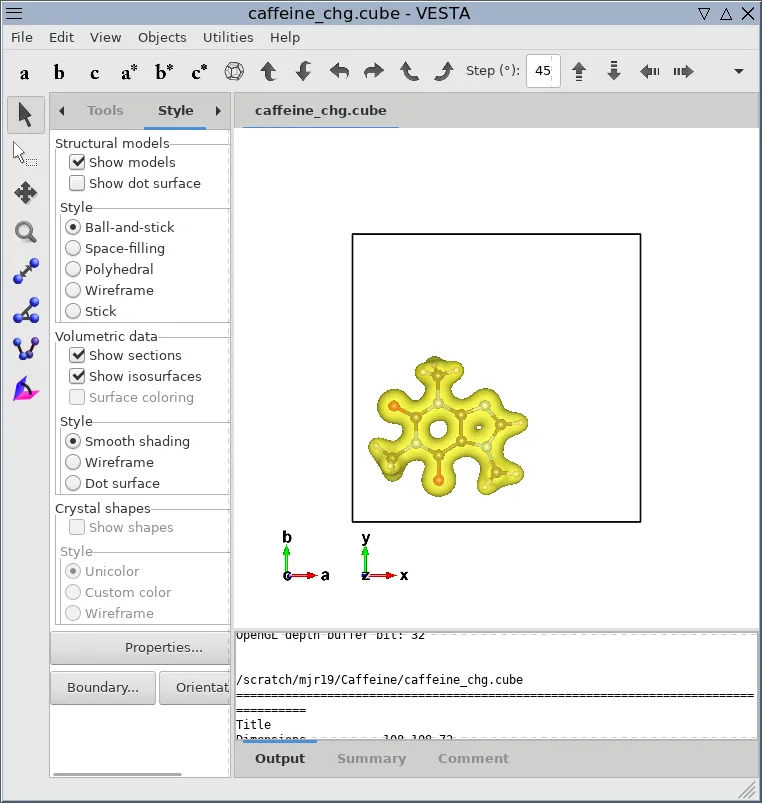 caffeine_chg.cube - VESTA
File Edit View Objects Utilities Help
a b c a* b* c* Step (°): 45
Tools Style caffeine_chg.cube
Structural models
Show models
Show dot surface
Style
Ball-and-stick
Space-filling
Polyhedral
Wireframe
Stick
Volumetric data
Show sections
Show isosurfaces
Surface coloring
Style
Smooth shading
Wireframe
Dot surface
Crystal shapes
Show shapes
Style
Unicolor
Custom color
Wireframe
Properties...
Boundary... Orientat
b y
c a z x
OpenGL depth buffer bit: 32
/scratch/mjr19/Caffeine/caffeine_chg.cube
===========================================================================
==========
Title
Dimensions 108 108 72
Output Summary Comment